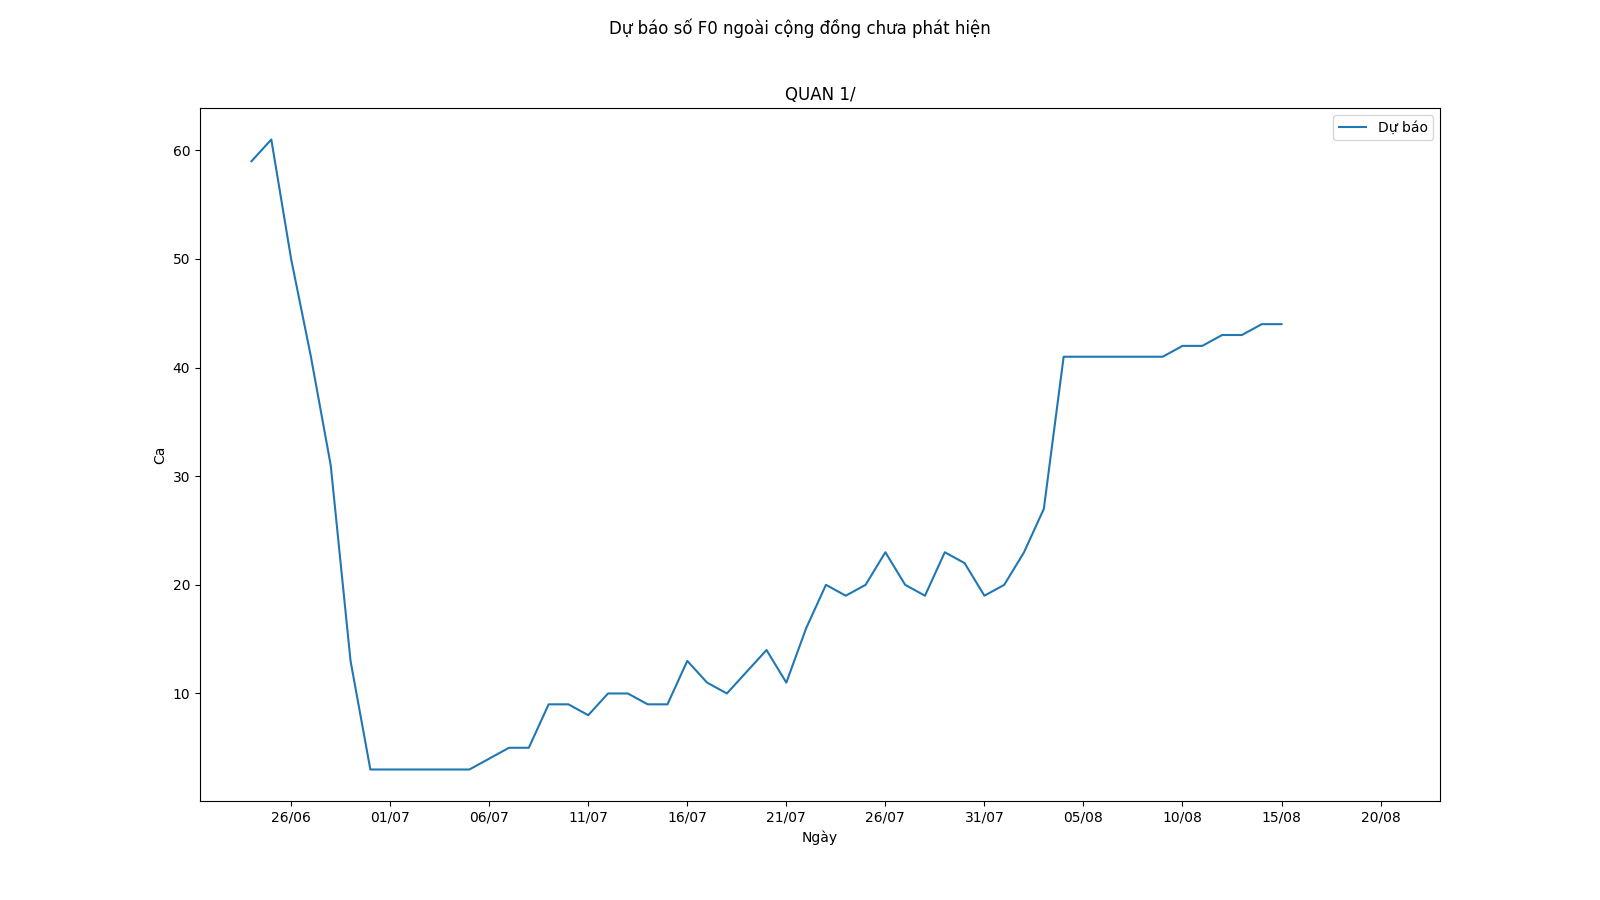 Dự báo số F0 ngoài cộng đồng chưa phát hiện
QUAN 1/
Dự báo
60
50
40
30
20
10
Ca
26/06 01/07 06/07 11/07 16/07 21/07 26/07 31/07 05/08 10/08 15/08 20/08
Ngày